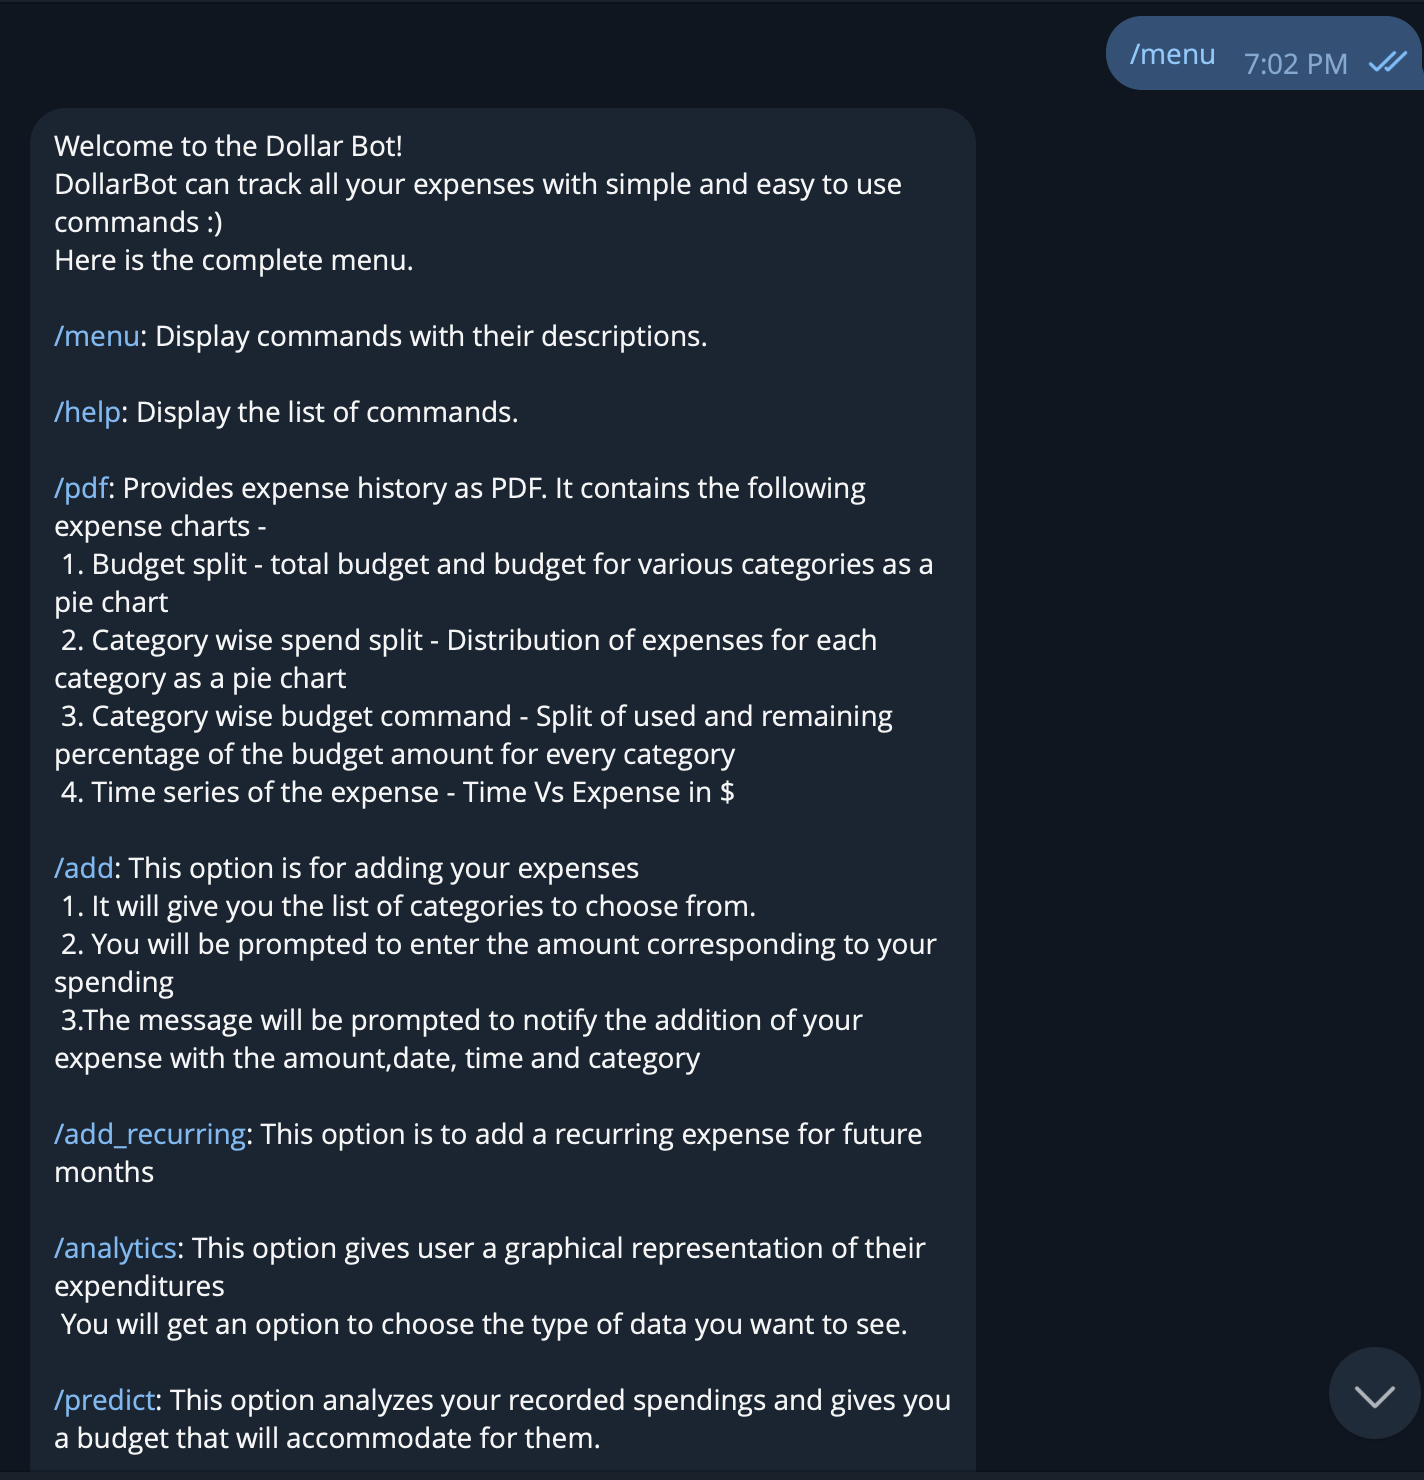 /menu 7:02 PM
Welcome to the Dollar Bot!
DollarBot can track all your expenses with simple and easy to use
commands :)
Here is the complete menu.
/menu: Display commands with their descriptions.
/help: Display the list of commands.
/pdf: Provides expense history as PDF. It contains the following
expense charts -
1. Budget split - total budget and budget for various categories as a
pie chart
2. Category wise spend split - Distribution of expenses for each
category as a pie chart
3. Category wise budget command - Split of used and remaining
percentage of the budget amount for every category
4. Time series of the expense - Time Vs Expense in $
/add: This option is for adding your expenses
1. It will give you the list of categories to choose from.
2. You will be prompted to enter the amount corresponding to your
spending
3.The message will be prompted to notify the addition of your
expense with the amount,date, time and category
/add_recurring: This option is to add a recurring expense for future
months
/analytics: This option gives user a graphical representation of their
expenditures
You will get an option to choose the type of data you want to see.
/predict: This option analyzes your recorded spendings and gives you
a budget that will accommodate for them.